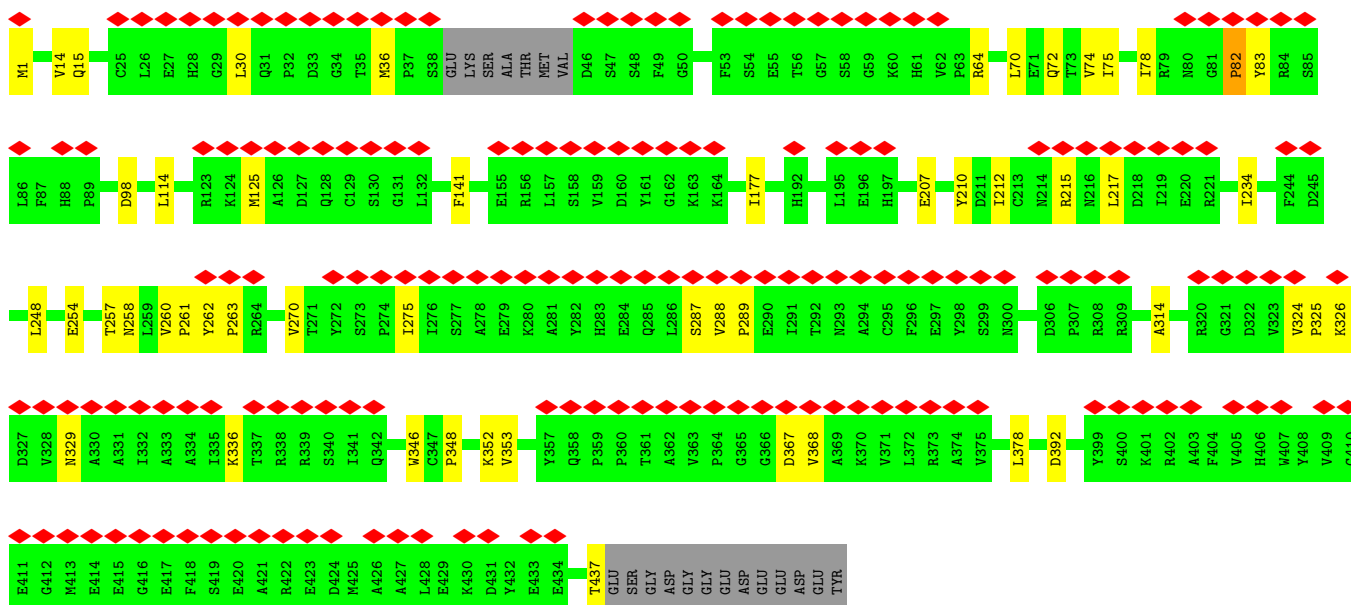 M1 V14 Q15 C25 L26 E27 H28 G29 L30 Q31 P32 D33 G34 T35 M36 P37 S38 GLU LYS SER ALA THR MET VAL D46 S47 S48 F49 G50 F53 S54 E55 T56 G57 S58 G59 K60 H61 V62 P63 R64 L70 E71 Q72 T73 V74 I75 I78 R79 N80 G81 P82 Y83 R84 S85
L86 F87 H88 P89 D98 L114 R123 K124 M125 A126 D127 Q128 C129 S130 G131 L132 F141 E155 R156 L157 S158 V159 D160 Y161 G162 K163 K164 I177 H192 L195 E196 H197 E207 Y210 D211 I212 C213 N214 R215 N216 L217 D218 I219 E220 R221 I234 F244 D245
L248 E254 T257 N258 L259 V260 P261 Y262 P263 R264 V270 T271 Y272 S273 P274 I275 I276 S277 A278 E279 K280 A281 Y282 H283 E284 Q285 L286 S287 V288 P289 E290 I291 T292 N293 A294 C295 F296 E297 Y298 S299 N300 D306 P307 R308 R309 A314 R320 G321 D322 V323 V324 P325 K326
D327 V328 N329 A330 A331 I332 A333 A334 I335 K336 T337 R338 R339 S340 I341 Q342 W346 C347 P348 K352 V353 Y357 Q358 P359 P360 T361 A362 V363 P364 G365 G366 D367 V368 A369 K370 V371 L372 R373 A374 V375 L378 D392 Y399 S400 K401 R402 A403 F404 V405 H406 W407 Y408 V409 G410
E411 G412 M413 E414 E415 G416 E417 F418 S419 E420 A421 R422 E423 D424 M425 A426 A427 L428 E429 K430 D431 Y432 E433 E434 T437 GLU SER GLY ASP GLY GLY GLU ASP GLU GLU ASP GLU TYR